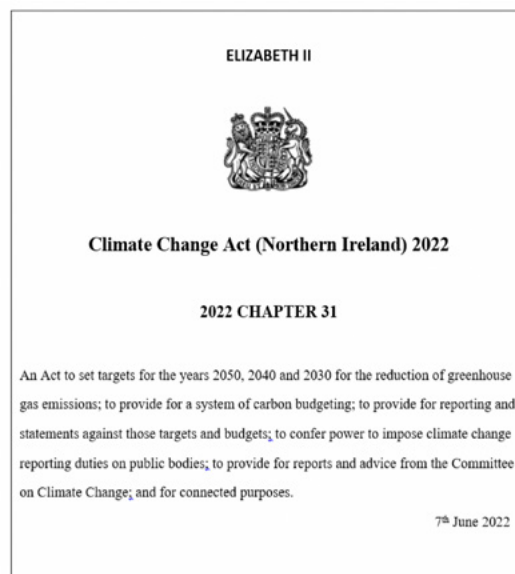 ELIZABETH II
Climate Change Act (Northern Ireland) 2022
2022 CHAPTER 31
An Act to set targets for the years 2050, 2040 and 2030 for the reduction of greenhouse
gas emissions; to provide for a system of carbon budgeting; to provide for reporting and
statements against those targets and budgets; to confer power to impose climate change
reporting duties on public bodies; to provide for reports and advice from the Committee
on Climate Change; and for connected purposes.
7th June 2022